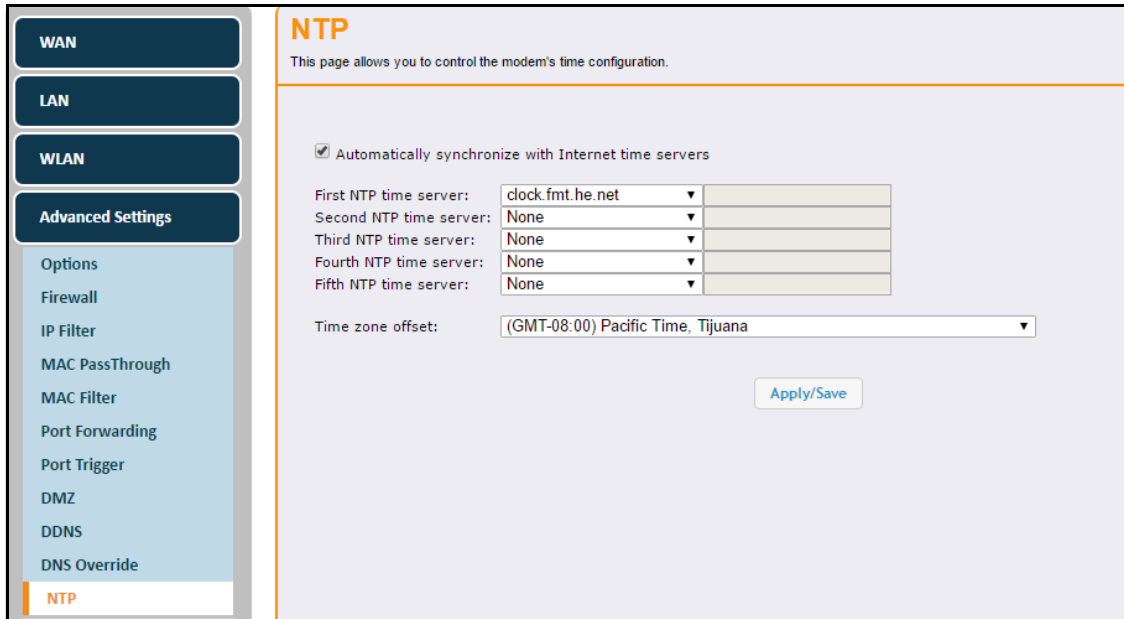 WAN
LAN
WLAN
Advanced Settings
Options
Firewall
IP Filter
MAC PassThrough
MAC Filter
Port Forwarding
Port Trigger
DMZ
DDNS
DNS Override
NTP
NTP
This page allows you to control the modem's time configuration.
Automatically synchronize with Internet time servers
First NTP time server: clock.fmt.he.net
Second NTP time server: None
Third NTP time server: None
Fourth NTP time server: None
Fifth NTP time server: None
Time zone offset: (GMT-08:00) Pacific Time, Tijuana
Apply/Save